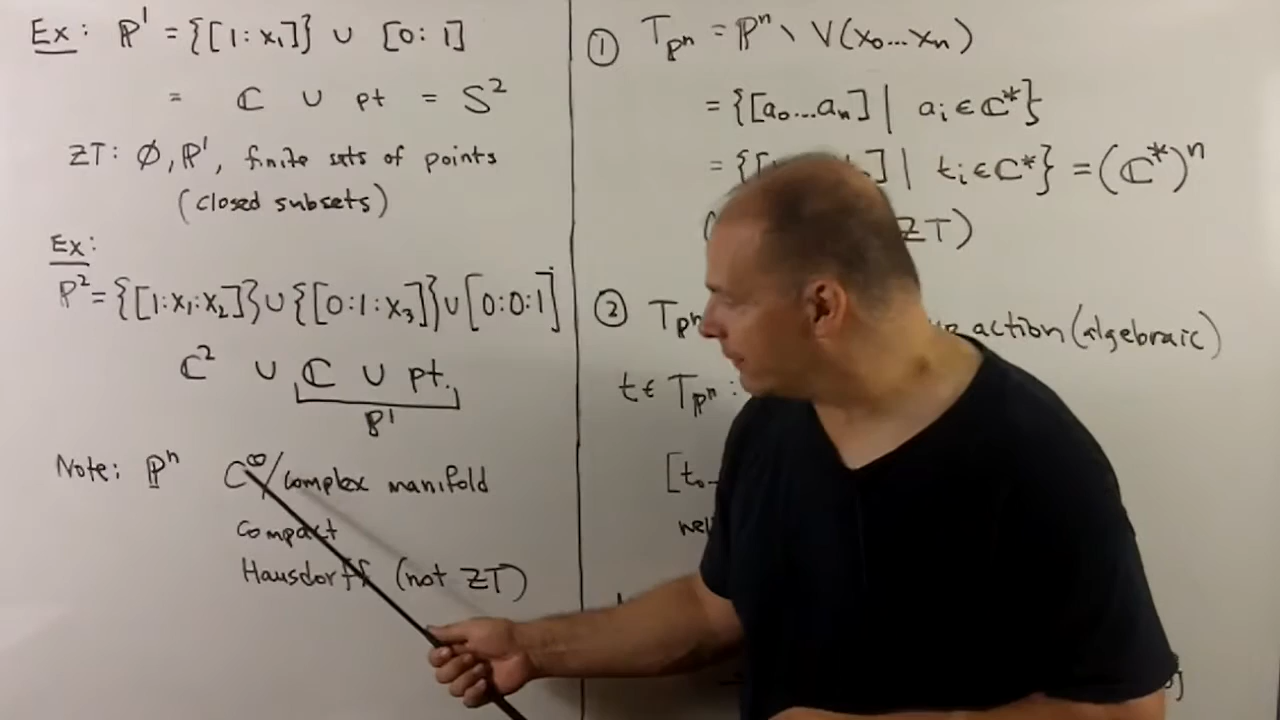 Ex: ℙ¹ = {[1:x₁]} ∪ [0:1]
= ℂ ∪ pt = S²
ZT: ∅, ℙ¹, finite sets of points
(closed subsets)
Ex:
ℙ² = {[1:x₁:x₂]} ∪ {[0:1:x₃]} ∪ [0:0:1]
ℂ² ∪ ℂ ∪ pt.
ℙ¹
Note: ℙⁿ C^∞/complex manifold
compact
Hausdorff (not ZT)
① T_ℙⁿ = ℙⁿ \ V(x₀...xₙ)
= {[a₀...aₙ] | aᵢ ∈ ℂ*}
= {[ ] | tᵢ ∈ ℂ*} = (ℂ*)ⁿ
( ZT)
② T_ℙⁿ action (algebraic)
t ∈ T_ℙⁿ:
[t₀